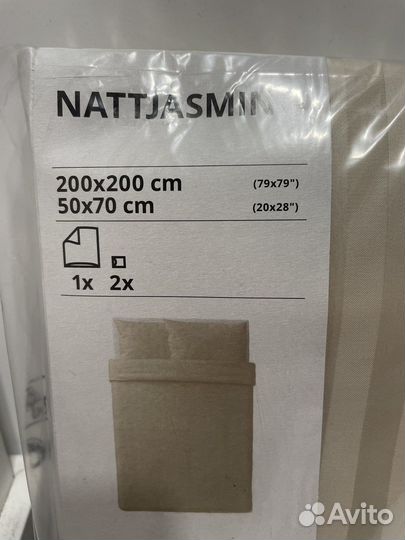 NATTJASMIN
200x200 cm (79x79")
50x70 cm (20x28")
1x 2x
Avito